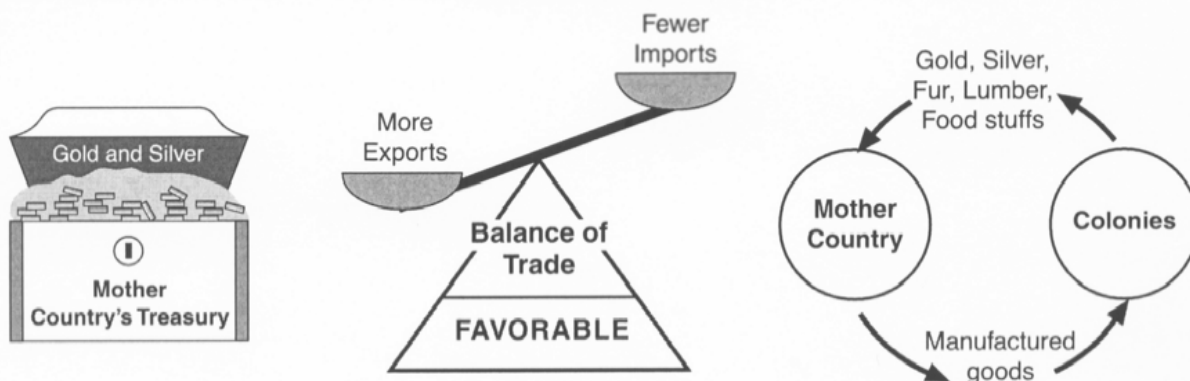 Gold and Silver
Mother
Country's Treasury
Fewer
Imports
More
Exports
Balance of
Trade
FAVORABLE
Gold, Silver,
Fur, Lumber,
Food stuffs
Mother
Country
Colonies
Manufactured
goods